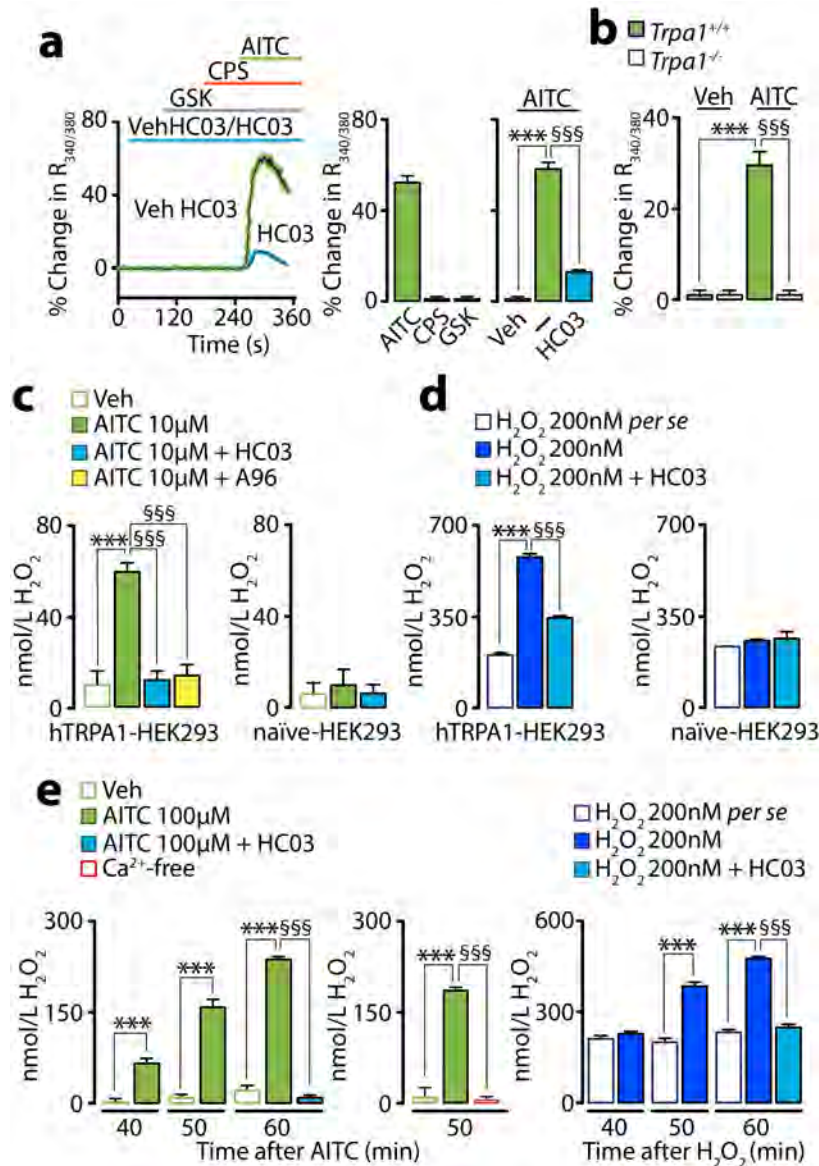 a
AITC
CPS
GSK
VehHC03/HC03
Veh HC03
HC03
% Change in R340/380
80
40
0
0 120 240 360
Time (s)
% Change in R340/380
80
40
0
AITC CPS GSK
AITC
*** §§§
Veh – HC03
b
Trpa1+/+
Trpa1-/-
Veh AITC
*** §§§
% Change in R340/380
40
20
0
c
Veh
AITC 10µM
AITC 10µM + HC03
AITC 10µM + A96
§§§
*** §§§
nmol/L H2O2
80
40
0
hTRPA1-HEK293
nmol/L H2O2
80
40
0
naïve-HEK293
d
H2O2 200nM per se
H2O2 200nM
H2O2 200nM + HC03
*** §§§
nmol/L H2O2
700
350
0
hTRPA1-HEK293
nmol/L H2O2
700
350
0
naïve-HEK293
e
Veh
AITC 100µM
AITC 100µM + HC03
Ca2+-free
nmol/L H2O2
300
150
0
***
***
*** §§§
40 50 60
nmol/L H2O2
300
150
0
*** §§§
50
Time after AITC (min)
H2O2 200nM per se
H2O2 200nM
H2O2 200nM + HC03
nmol/L H2O2
600
400
200
0
***
*** §§§
40 50 60
Time after H2O2 (min)